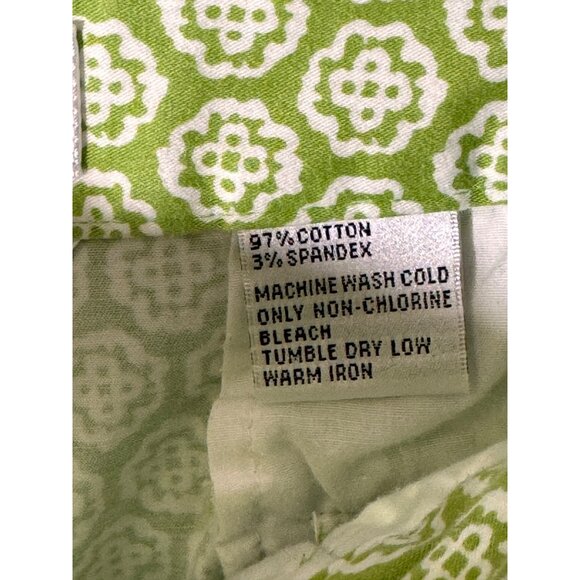 97% COTTON
3% SPANDEX
MACHINE WASH COLD
ONLY NON-CHLORINE
BLEACH
TUMBLE DRY LOW
WARM IRON